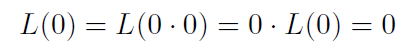 L(0) = L(0 · 0) = 0 · L(0) = 0